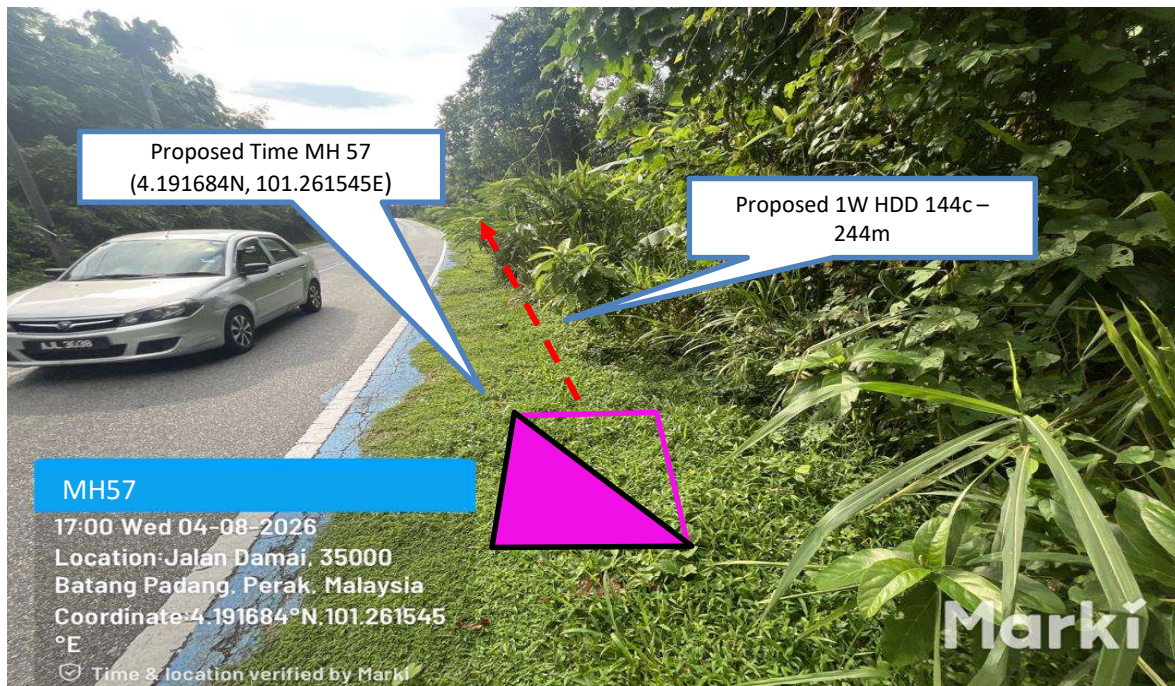 Proposed Time MH 57
(4.191684N, 101.261545E)
Proposed 1W HDD 144c –
244m
MH57
17:00 Wed 04-08-2026
Location:Jalan Damai, 35000
Batang Padang, Perak, Malaysia
Coordinate:4.191684°N,101.261545
°E
Time & location verified by Marki
Marki